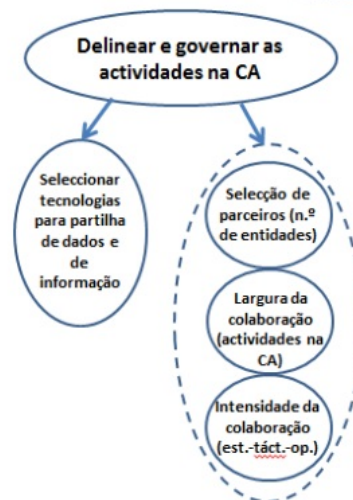 Delinear e governar as
actividades na CA
Seleccionar
tecnologias
para partilha
de dados e
de
informação
Selecção de
parceiros (n.º
de entidades)
Largura da
colaboração
(actividades na
CA)
Intensidade da
colaboração
(est.-táct.-op.)